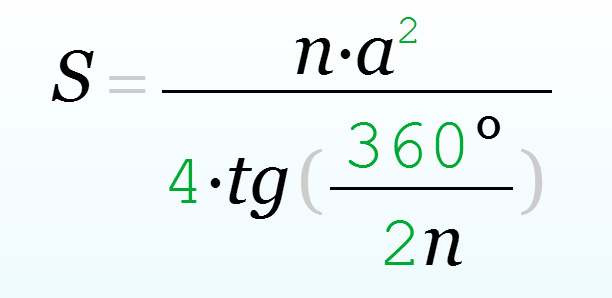 S = n·a²
4·tg(360°
2n)